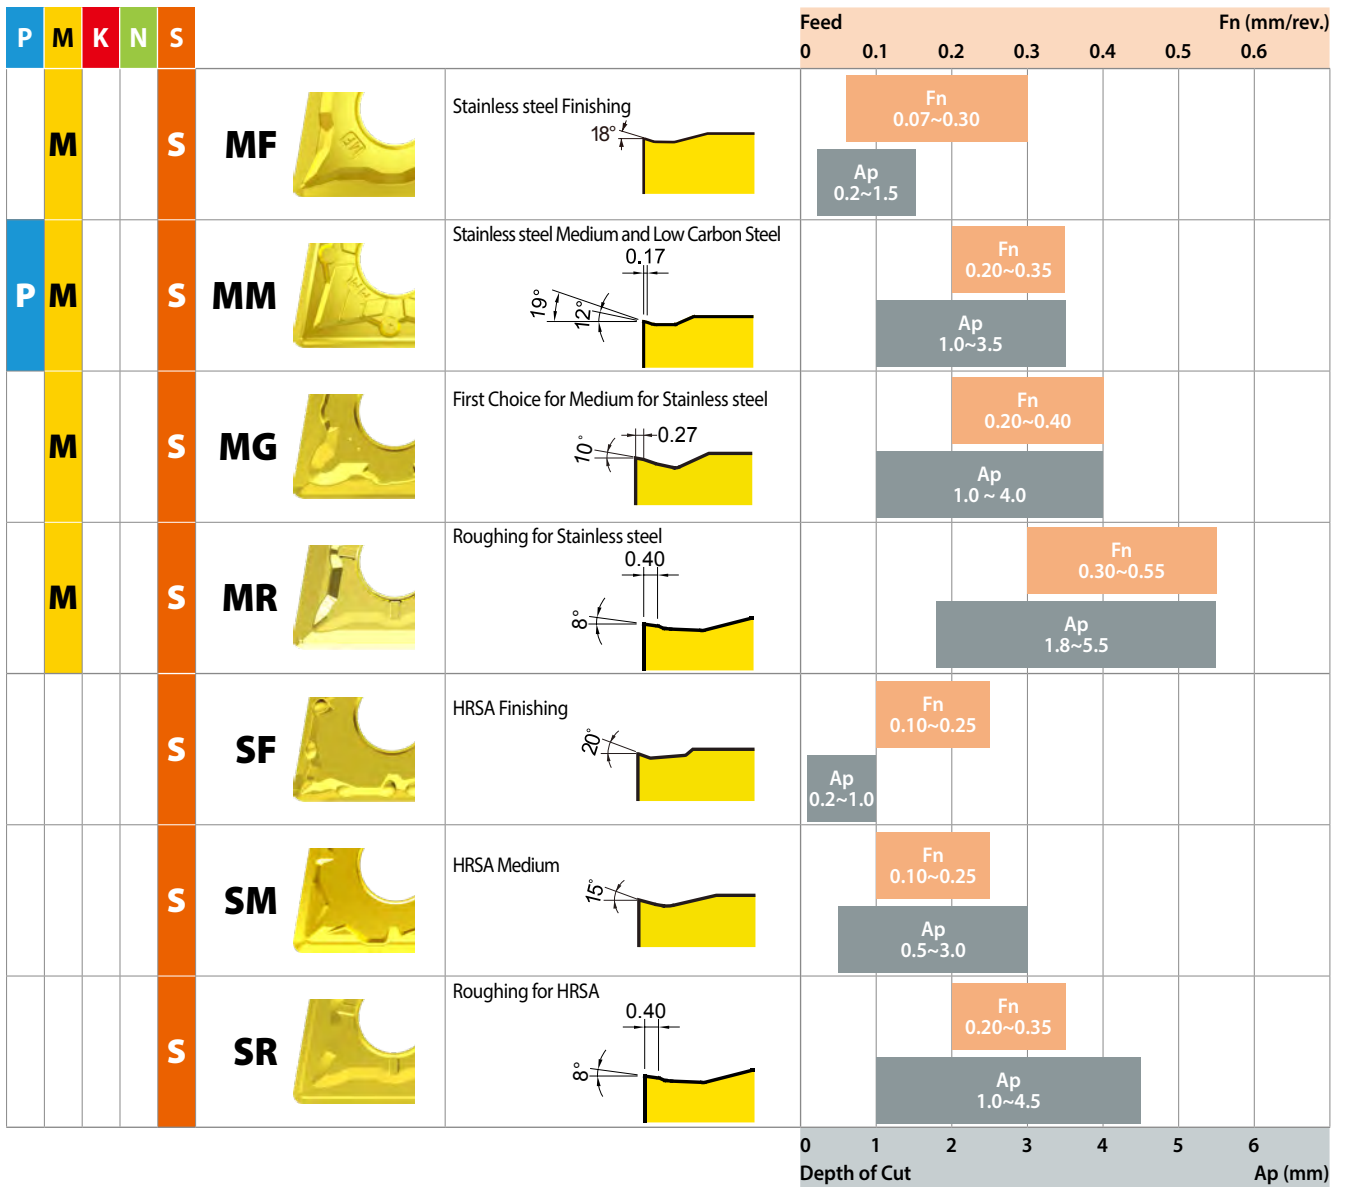 P M K N S
Feed Fn (mm/rev.)
0 0.1 0.2 0.3 0.4 0.5 0.6
M S MF
Stainless steel Finishing
18°
MF
Fn
0.07~0.30
Ap
0.2~1.5
P M S MM
Stainless steel Medium and Low Carbon Steel
0.17
19°
12°
Fn
0.20~0.35
Ap
1.0~3.5
M S MG
First Choice for Medium for Stainless steel
0.27
10°
Fn
0.20~0.40
Ap
1.0 ~ 4.0
M S MR
Roughing for Stainless steel
0.40
8°
Fn
0.30~0.55
Ap
1.8~5.5
S SF
HRSA Finishing
20°
Fn
0.10~0.25
Ap
0.2~1.0
S SM
HRSA Medium
15°
Fn
0.10~0.25
Ap
0.5~3.0
S SR
Roughing for HRSA
0.40
8°
Fn
0.20~0.35
Ap
1.0~4.5
0 1 2 3 4 5 6
Depth of Cut Ap (mm)